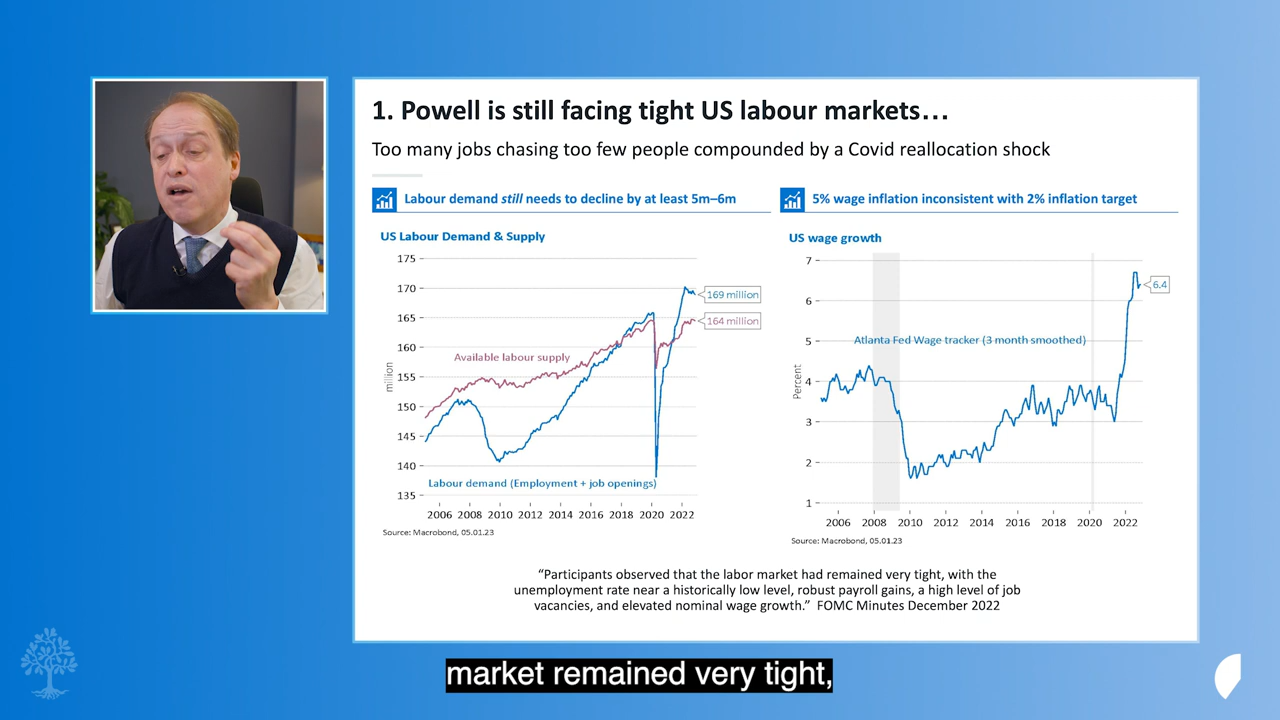 1. Powell is still facing tight US labour markets…
Too many jobs chasing too few people compounded by a Covid reallocation shock
Labour demand still needs to decline by at least 5m–6m
US Labour Demand & Supply
175
170
165
160
155
150
145
140
135
million
169 million
164 million
Available labour supply
Labour demand (Employment + job openings)
2006 2008 2010 2012 2014 2016 2018 2020 2022
Source: Macrobond, 05.01.23
5% wage inflation inconsistent with 2% inflation target
US wage growth
7
6
5
4
3
2
1
Percent
6.4
Atlanta Fed Wage tracker (3 month smoothed)
2006 2008 2010 2012 2014 2016 2018 2020 2022
Source: Macrobond, 05.01.23
“Participants observed that the labor market had remained very tight, with the
unemployment rate near a historically low level, robust payroll gains, a high level of job
vacancies, and elevated nominal wage growth.” FOMC Minutes December 2022
market remained very tight,